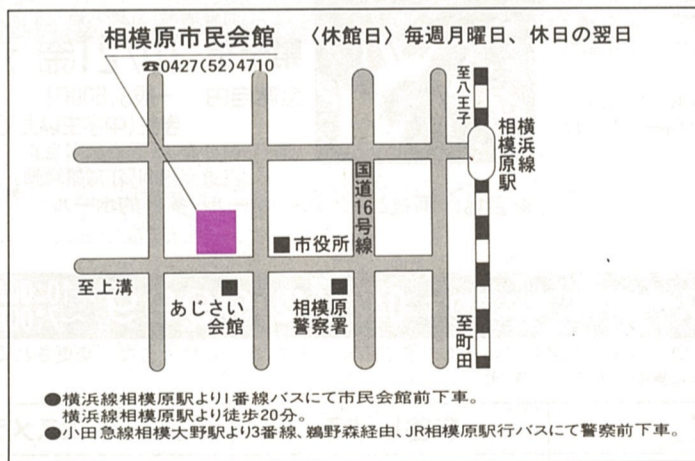 相模原市民会館 〈休館日〉毎週月曜日、休日の翌日
☎0427(52)4710
至八王子
横浜線
相模原駅
国道16号線
市役所
至上溝
あじさい
会館
相模原
警察署
至町田
●横浜線相模原駅より1番線バスにて市民会館前下車。
横浜線相模原駅より徒歩20分。
●小田急線相模大野駅より3番線、鵜野森経由、JR相模原駅行バスにて警察前下車。